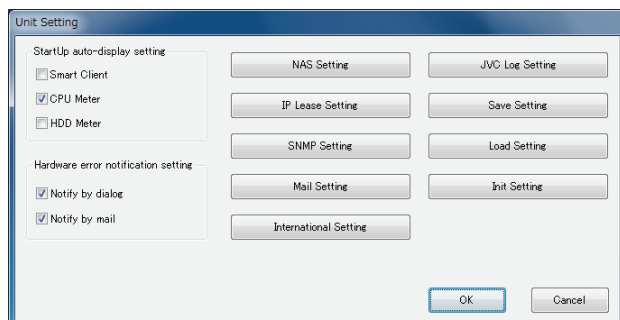 Unit Setting
StartUp auto-display setting
Smart Client
CPU Meter
HDD Meter
Hardware error notification setting
Notify by dialog
Notify by mail
NAS Setting
JVC Log Setting
IP Lease Setting
Save Setting
SNMP Setting
Load Setting
Mail Setting
Init Setting
International Setting
OK
Cancel